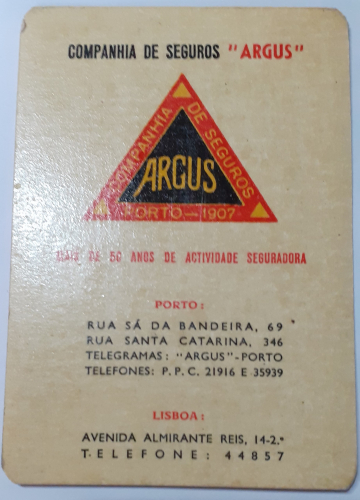 COMPANHIA DE SEGUROS "ARGUS"
COMPANHIA DE SEGUROS
ARGUS
PORTO—1907
MAIS DE 50 ANOS DE ACTIVIDADE SEGURADORA
PORTO:
RUA SÁ DA BANDEIRA, 69
RUA SANTA CATARINA, 346
TELEGRAMAS: "ARGUS"-PORTO
TELEFONES: P. P. C. 21916 E 35939
LISBOA:
AVENIDA ALMIRANTE REIS, 14-2.º
TELEFONE: 44857